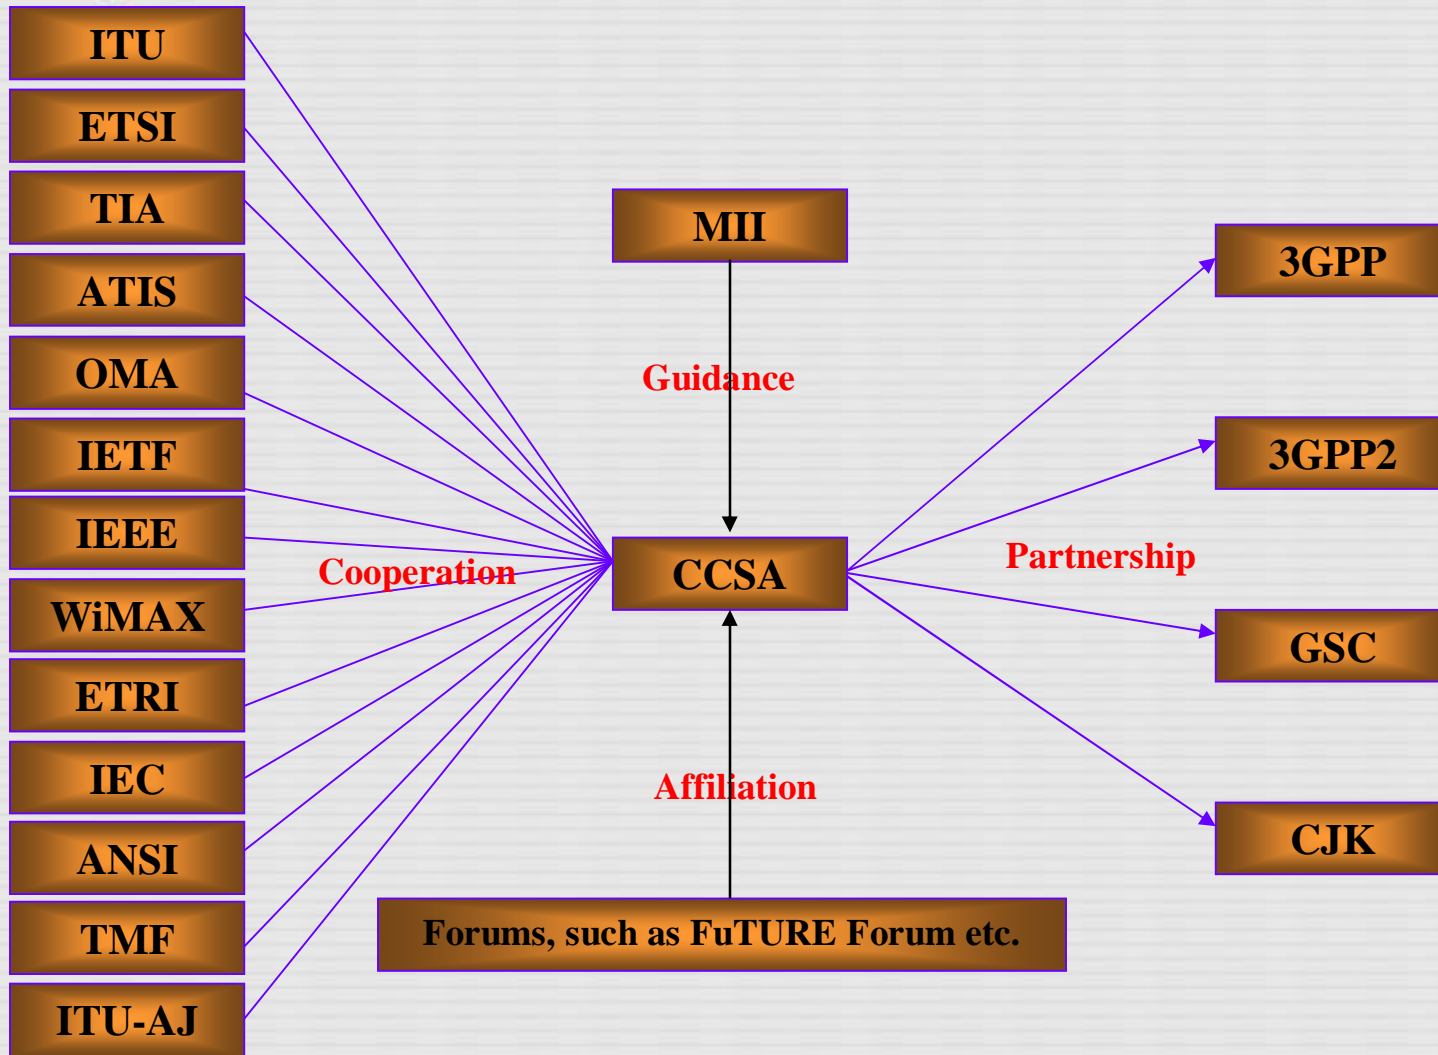 ITU
ETSI
TIA
ATIS
OMA
IETF
IEEE
WiMAX
ETRI
IEC
ANSI
TMF
ITU-AJ
Cooperation
MII
Guidance
CCSA
Affiliation
Forums, such as FuTURE Forum etc.
Partnership
3GPP
3GPP2
GSC
CJK